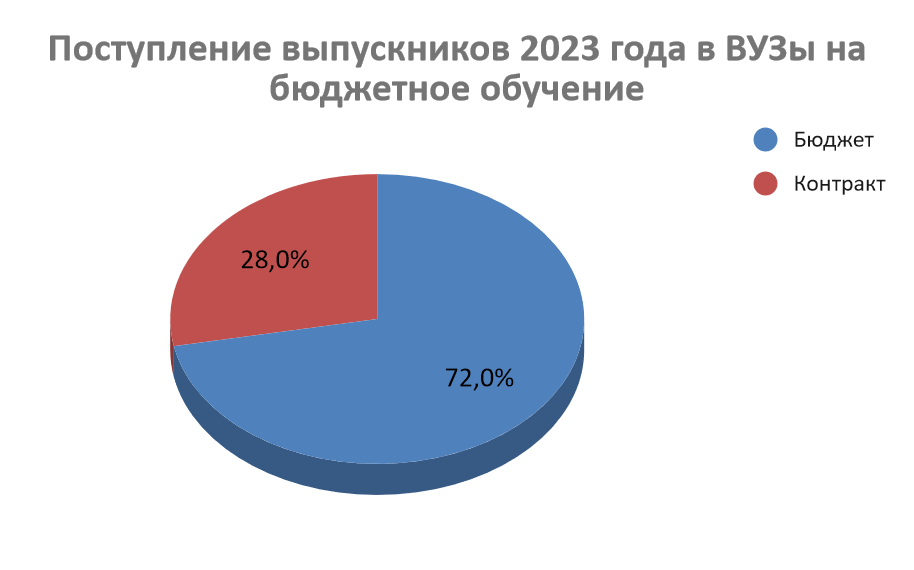 Поступление выпускников 2023 года в ВУЗы на
бюджетное обучение
Бюджет
Контракт
28,0%
72,0%